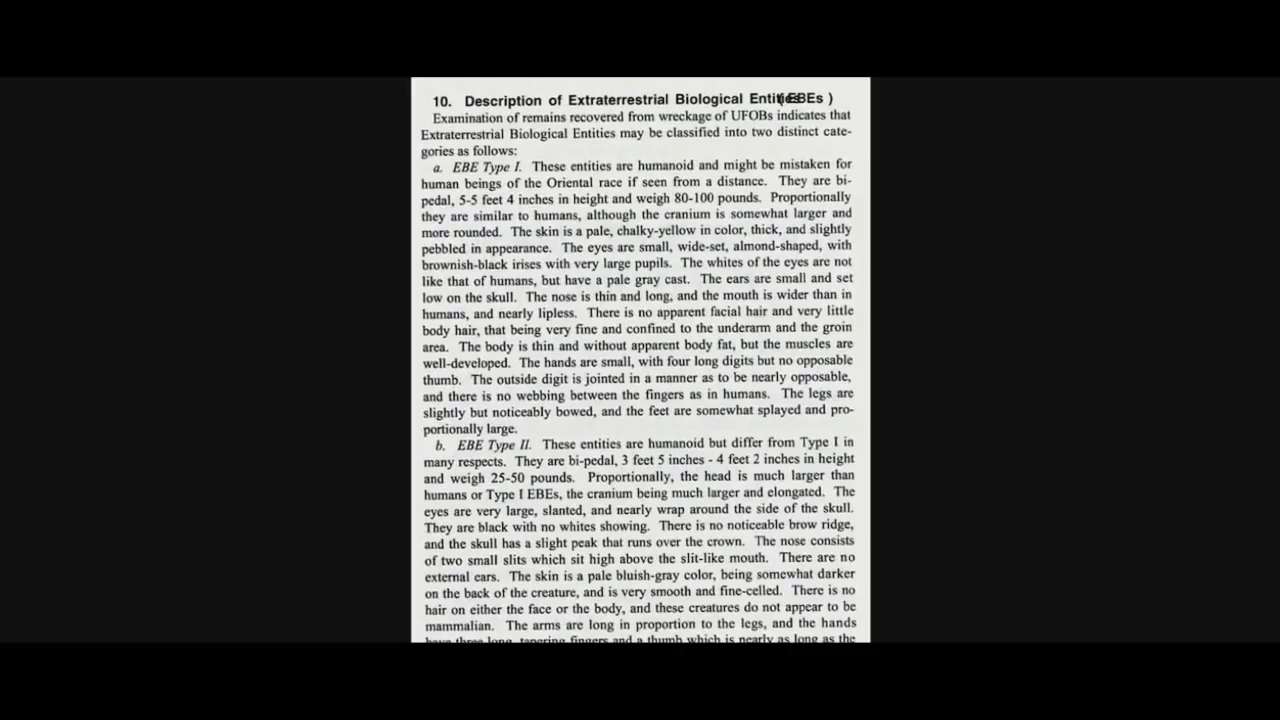 10. Description of Extraterrestrial Biological Entities (EBEs )
Examination of remains recovered from wreckage of UFOBs indicates that
Extraterrestrial Biological Entities may be classified into two distinct cate-
gories as follows:
a. EBE Type I. These entities are humanoid and might be mistaken for
human beings of the Oriental race if seen from a distance. They are bi-
pedal, 5-5 feet 4 inches in height and weigh 80-100 pounds. Proportionally
they are similar to humans, although the cranium is somewhat larger and
more rounded. The skin is a pale, chalky-yellow in color, thick, and slightly
pebbled in appearance. The eyes are small, wide-set, almond-shaped, with
brownish-black irises with very large pupils. The whites of the eyes are not
like that of humans, but have a pale gray cast. The ears are small and set
low on the skull. The nose is thin and long, and the mouth is wider than in
humans, and nearly lipless. There is no apparent facial hair and very little
body hair, that being very fine and confined to the underarm and the groin
area. The body is thin and without apparent body fat, but the muscles are
well-developed. The hands are small, with four long digits but no opposable
thumb. The outside digit is jointed in a manner as to be nearly opposable,
and there is no webbing between the fingers as in humans. The legs are
slightly but noticeably bowed, and the feet are somewhat splayed and pro-
portionally large.
b. EBE Type II. These entities are humanoid but differ from Type I in
many respects. They are bi-pedal, 3 feet 5 inches - 4 feet 2 inches in height
and weigh 25-50 pounds. Proportionally, the head is much larger than
humans or Type I EBEs, the cranium being much larger and elongated. The
eyes are very large, slanted, and nearly wrap around the side of the skull.
They are black with no whites showing. There is no noticeable brow ridge,
and the skull has a slight peak that runs over the crown. The nose consists
of two small slits which sit high above the slit-like mouth. There are no
external ears. The skin is a pale bluish-gray color, being somewhat darker
on the back of the creature, and is very smooth and fine-celled. There is no
hair on either the face or the body, and these creatures do not appear to be
mammalian. The arms are long in proportion to the legs, and the hands
have three long, tapering fingers and a thumb which is nearly as long as the